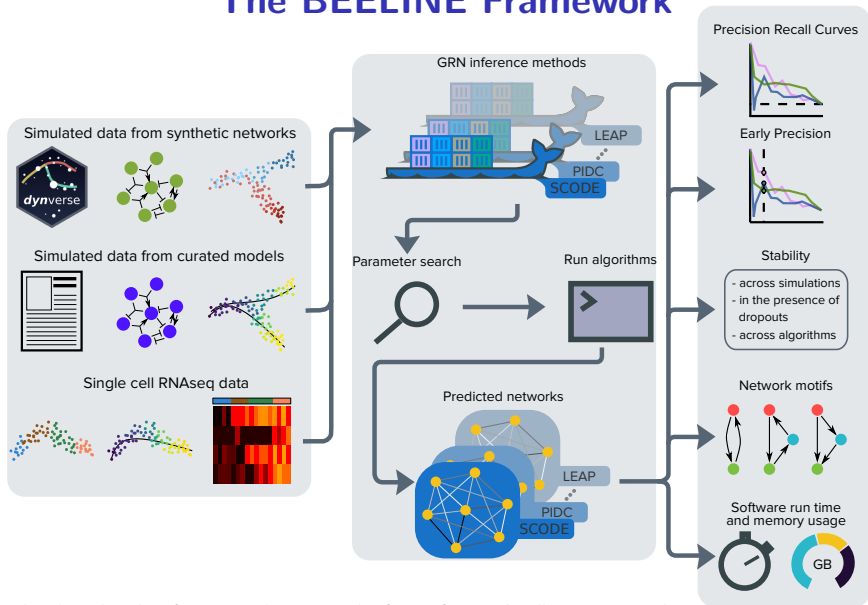 The BEELINE Framework
Simulated data from synthetic networks
dynverse
Simulated data from curated models
Single cell RNAseq data
GRN inference methods
LEAP
PIDC
SCODE
Parameter search
Run algorithms
Predicted networks
LEAP
PIDC
SCODE
Precision Recall Curves
Early Precision
Stability
- across simulations
- in the presence of
dropouts
- across algorithms
Network motifs
Software run time
and memory usage
GB